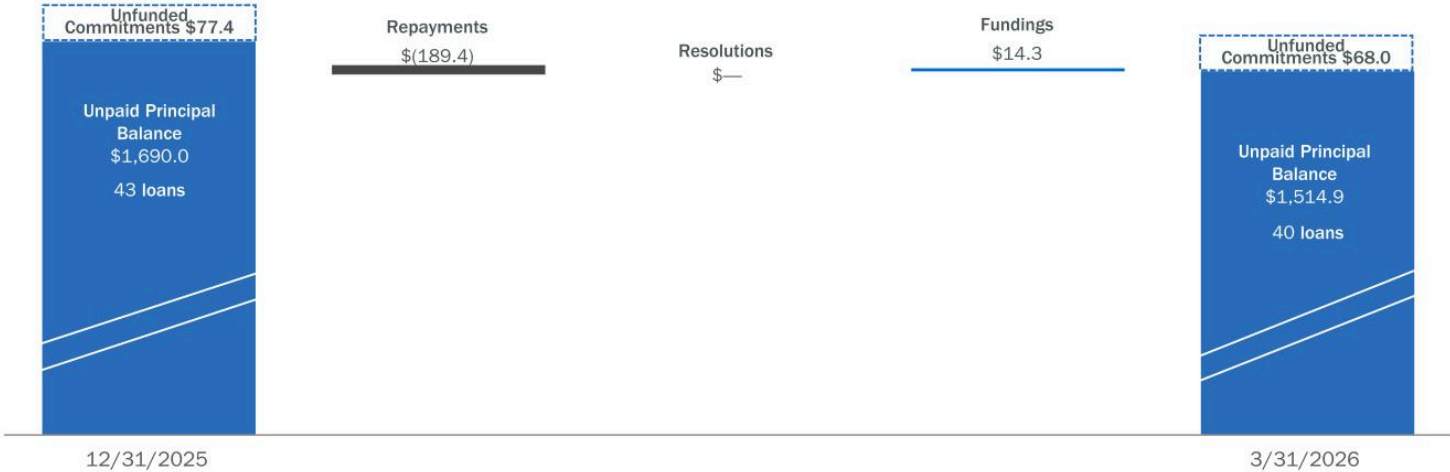 Unfunded
Commitments $77.4
Unpaid Principal
Balance
$1,690.0
43 loans
12/31/2025
Repayments
$(189.4)
Resolutions
$—
Fundings
$14.3
Unfunded
Commitments $68.0
Unpaid Principal
Balance
$1,514.9
40 loans
3/31/2026